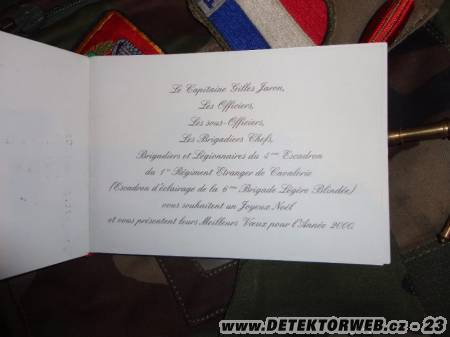 Le Capitaine Gilles Jaron,
Les Officiers,
Les sous-Officiers,
Les Brigadiers Chefs,
Brigadiers et Légionnaires du 5ème Escadron
du 1er Régiment Etranger de Cavalerie
(Escadron d'éclairage de la 6ème Brigade Légère Blindée)
vous souhaitent un Joyeux Noël
et vous présentent leurs Meilleurs Vœux pour l'Année 2000.
www.DETEKTORWEB.cz - 23